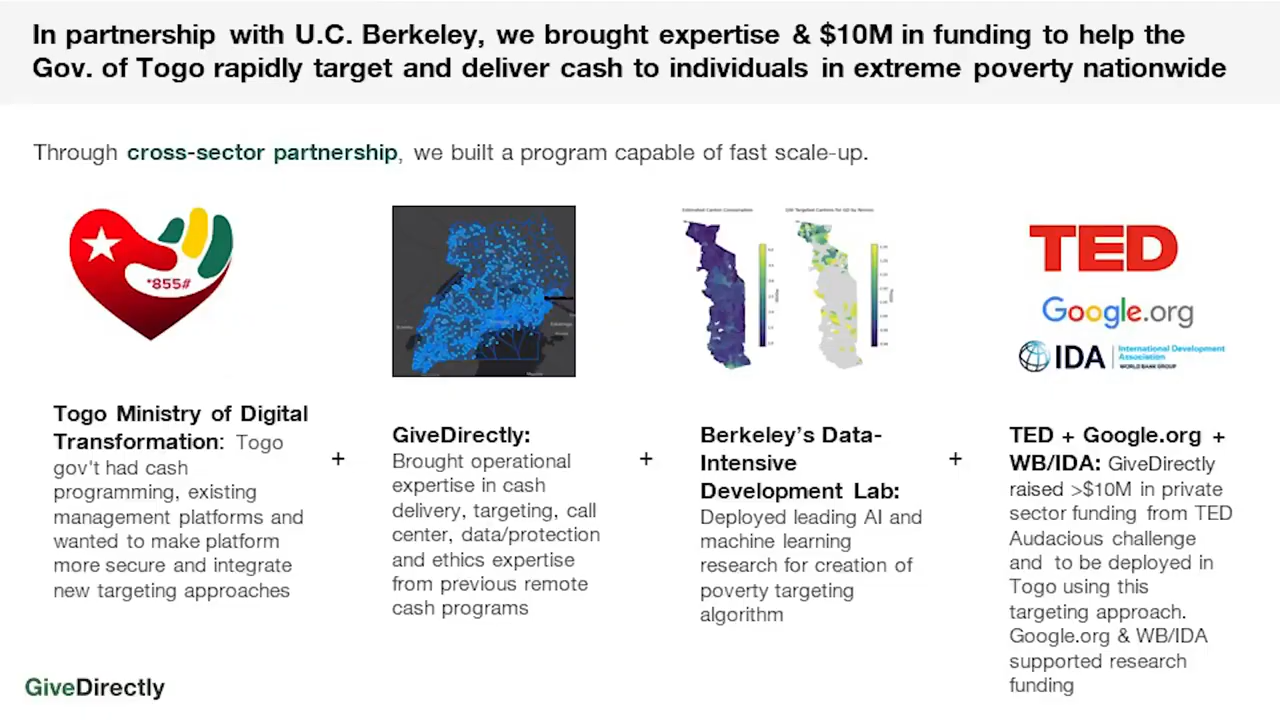 In partnership with U.C. Berkeley, we brought expertise & $10M in funding to help the
Gov. of Togo rapidly target and deliver cash to individuals in extreme poverty nationwide
Through cross-sector partnership, we built a program capable of fast scale-up.
*855#
TED
Google.org
IDA
International Development
Association
WORLD BANK GROUP
Togo Ministry of Digital
Transformation: Togo
gov't had cash
programming, existing
management platforms and
wanted to make platform
more secure and integrate
new targeting approaches
+
GiveDirectly:
Brought operational
expertise in cash
delivery, targeting, call
center, data/protection
and ethics expertise
from previous remote
cash programs
+
Berkeley's Data-
Intensive
Development Lab:
Deployed leading AI and
machine learning
research for creation of
poverty targeting
algorithm
+
TED + Google.org +
WB/IDA: GiveDirectly
raised >$10M in private
sector funding from TED
Audacious challenge
and to be deployed in
Togo using this
targeting approach.
Google.org & WB/IDA
supported research
funding
GiveDirectly